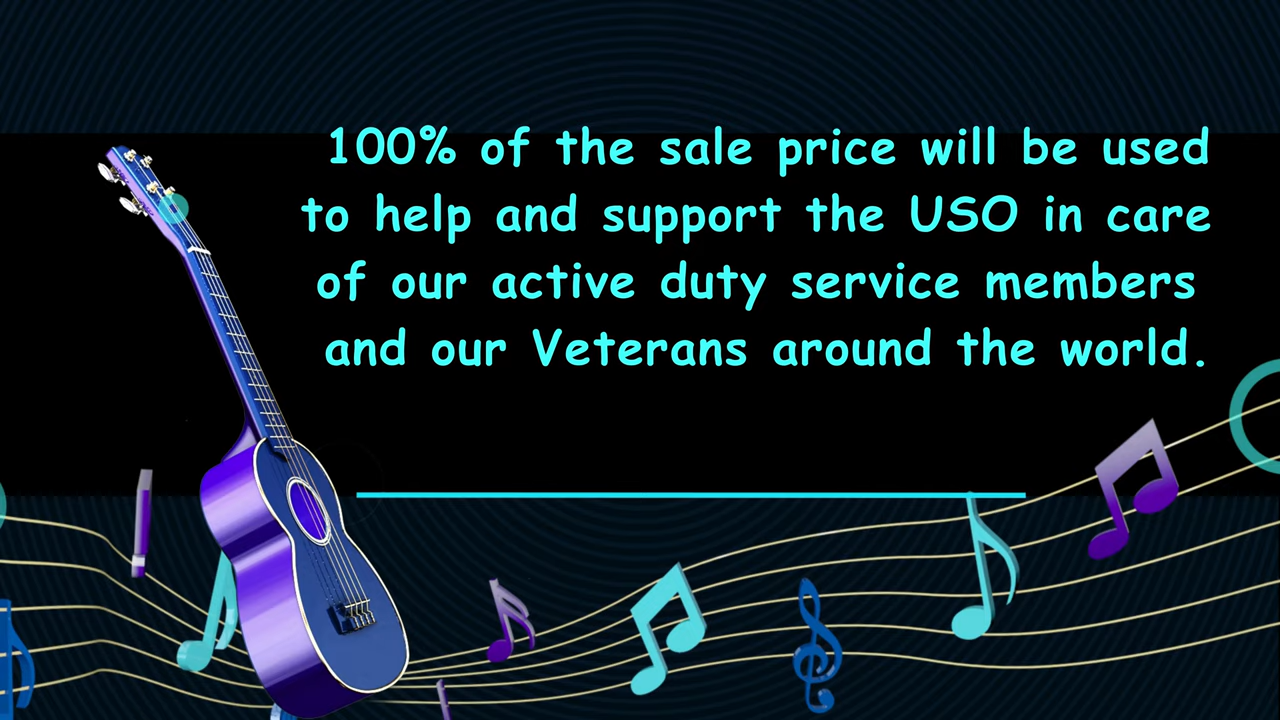 100% of the sale price will be used
to help and support the USO in care
of our active duty service members
and our Veterans around the world.